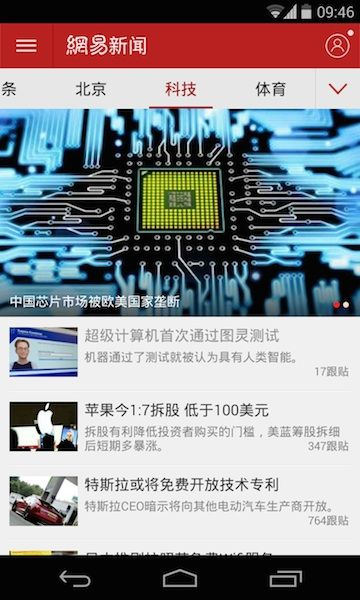 09:46
網易新闻
条 北京 科技 体育
中国芯片市场被欧美国家垄断
超级计算机首次通过图灵测试
机器通过了测试就被认为具有人类智能。
17跟贴
苹果今1:7拆股 低于100美元
拆股有利降低投资者购买的门槛，美蓝筹股拆细
后短期多暴涨。
347跟贴
特斯拉或将免费开放技术专利
特斯拉CEO暗示将向其他电动汽车生产商开放。
764跟贴